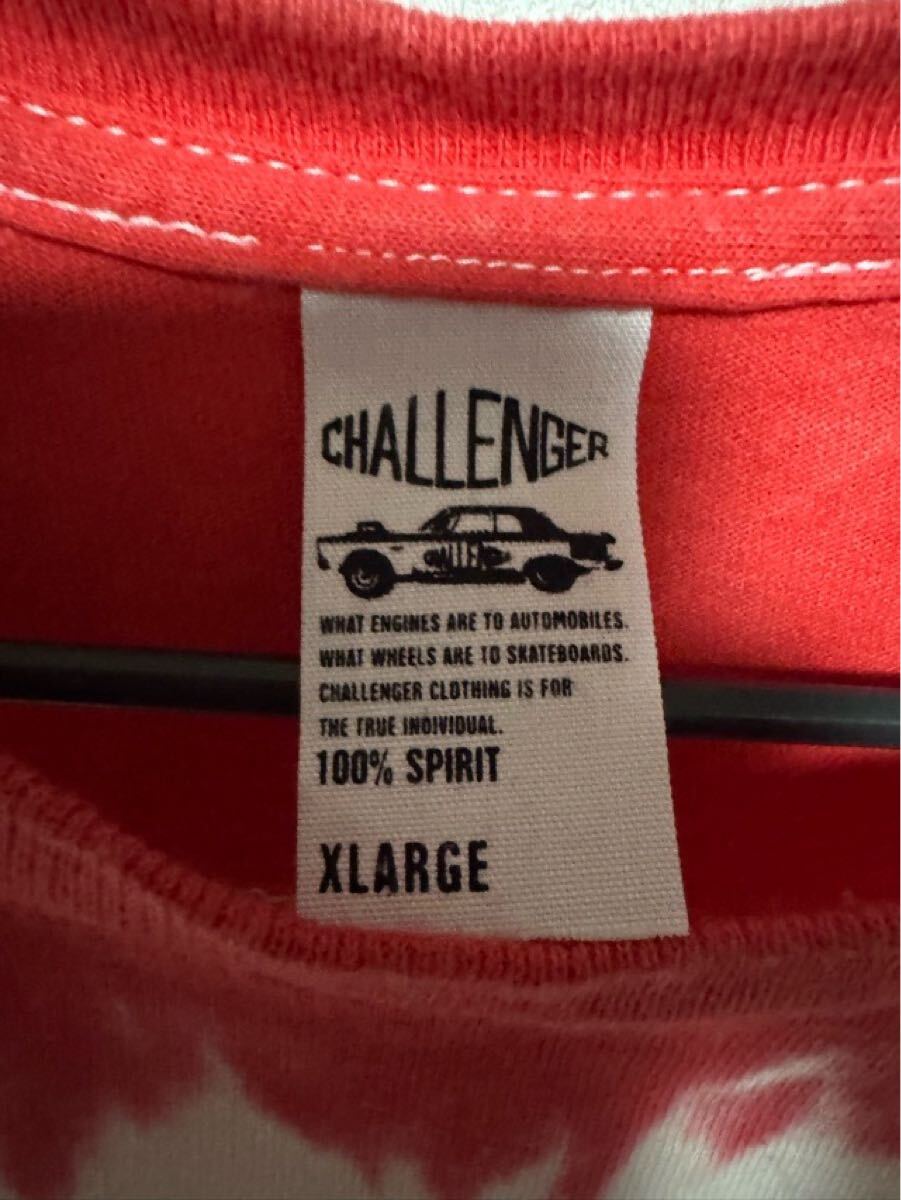 CHALLENGER
WHAT ENGINES ARE TO AUTOMOBILES.
WHAT WHEELS ARE TO SKATEBOARDS.
CHALLENGER CLOTHING IS FOR
THE TRUE INDIVIDUAL.
100% SPIRIT
XLARGE